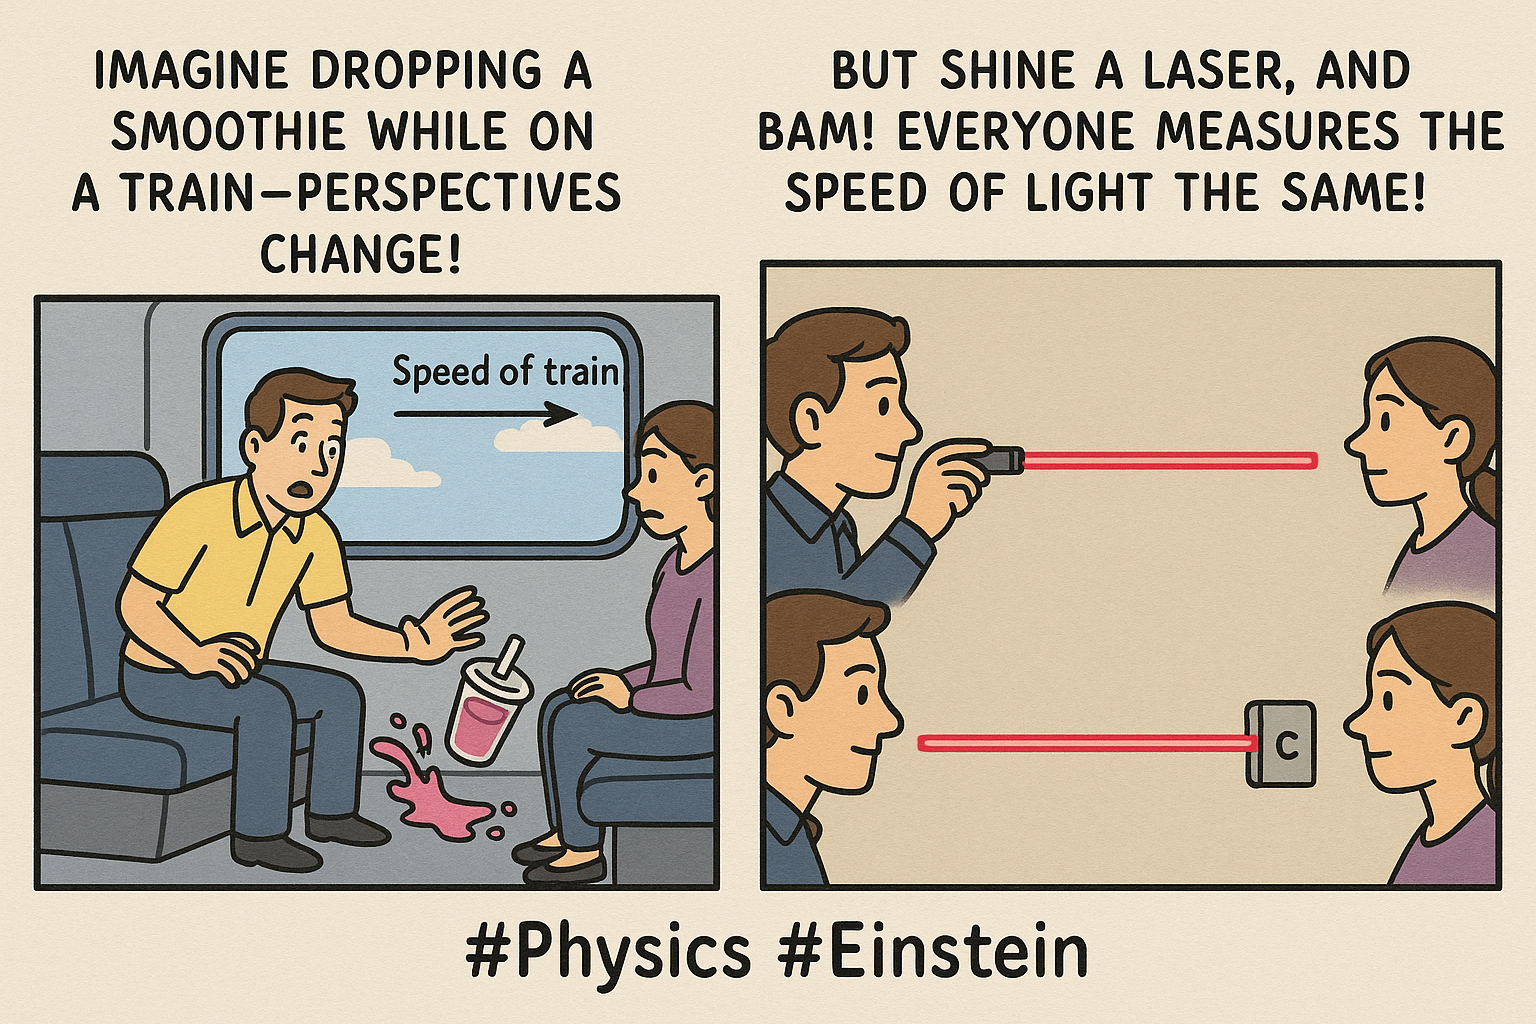 IMAGINE DROPPING A
SMOOTHIE WHILE ON
A TRAIN—PERSPECTIVES
CHANGE!
Speed of train
BUT SHINE A LASER, AND
BAM! EVERYONE MEASURES THE
SPEED OF LIGHT THE SAME!
C
#Physics #Einstein